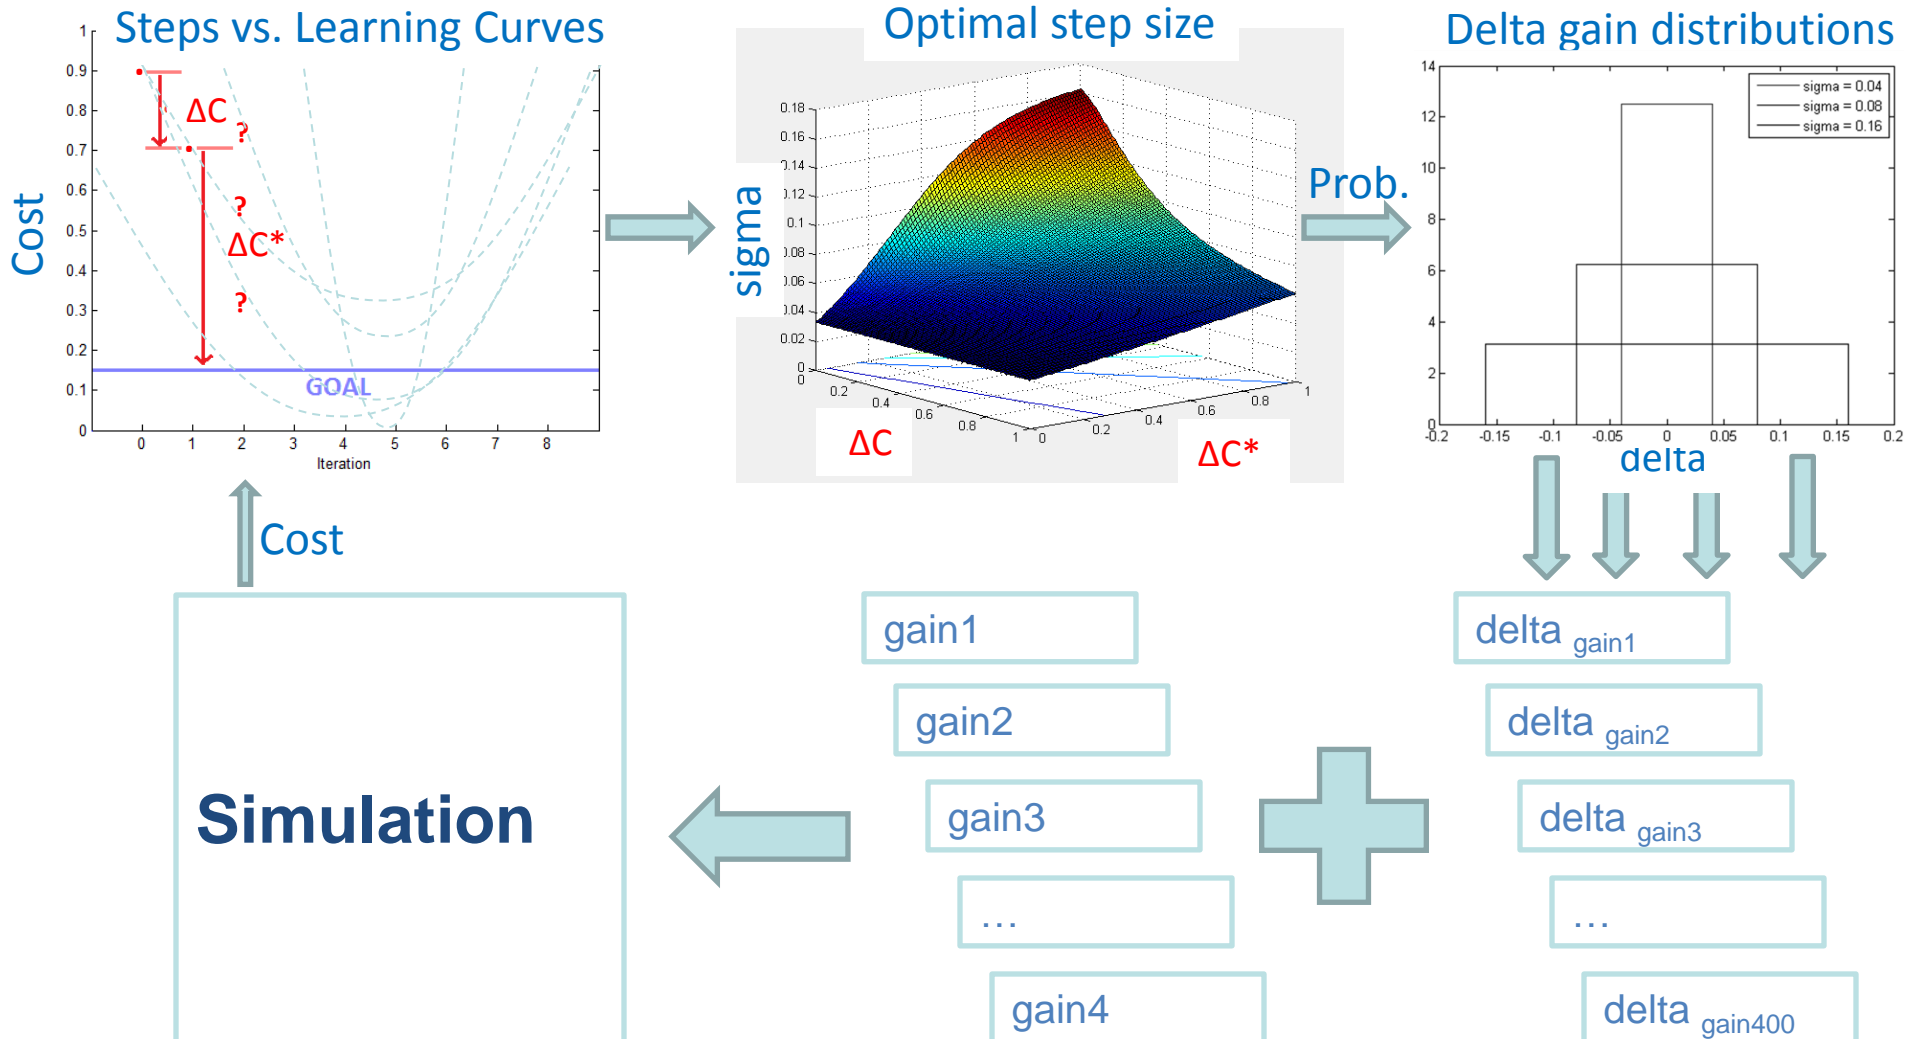 Steps vs. Learning Curves
Cost
1
0.9
0.8
0.7
0.6
0.5
0.4
0.3
0.2
0.1
0
ΔC
?
?
ΔC*
?
GOAL
0 1 2 3 4 5 6 7 8
Iteration
Optimal step size
sigma
0.18
0.16
0.14
0.12
0.1
0.08
0.06
0.04
0.02
0
0 0.2 0.4 0.6 0.8 1
0 0.2 0.4 0.6 0.8 1
ΔC
ΔC*
Prob.
Delta gain distributions
14
12
10
8
6
4
2
0
sigma = 0.04
sigma = 0.08
sigma = 0.16
-0.2 -0.15 -0.1 -0.05 0 0.05 0.1 0.15 0.2
delta
Cost
Simulation
gain1
gain2
gain3
...
gain4
delta gain1
delta gain2
delta gain3
...
delta gain400